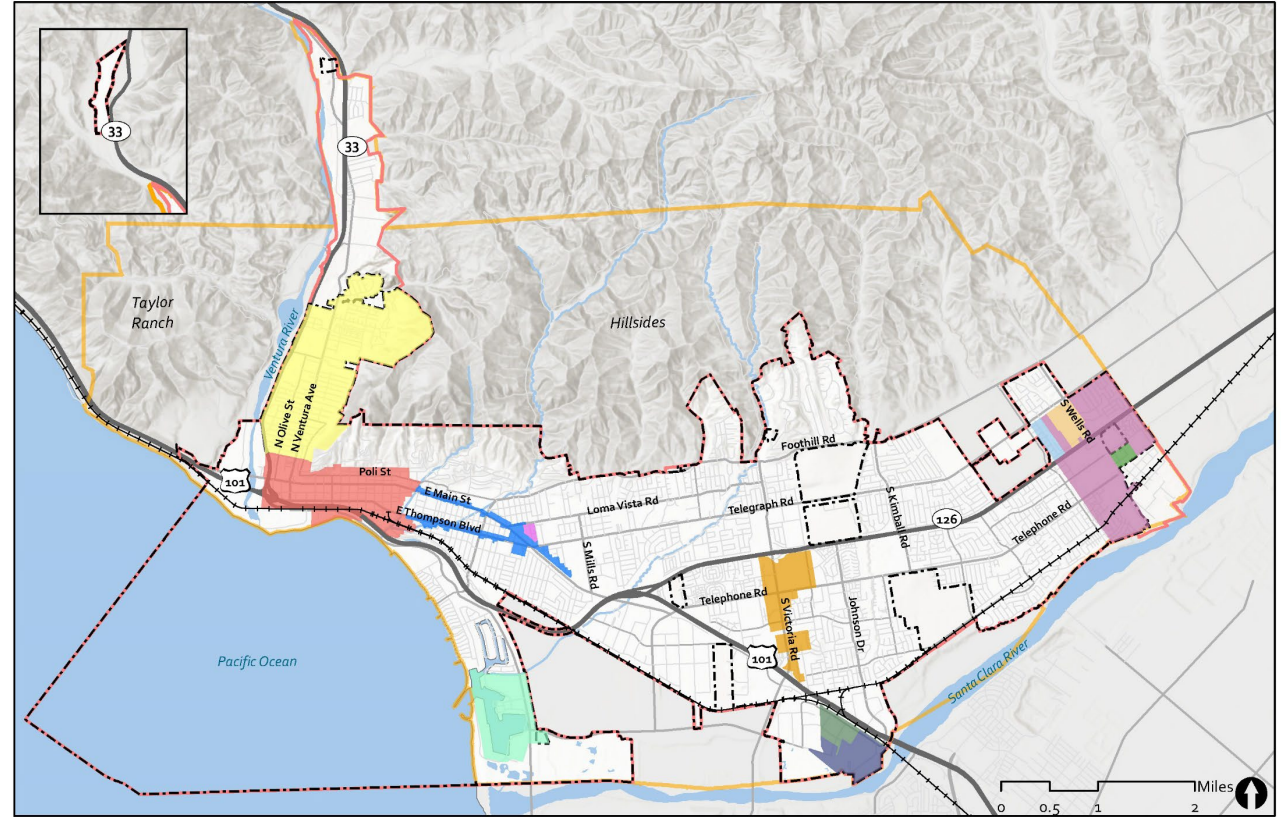 33
33
Taylor
Ranch
Ventura River
Hillsides
N Olive St
N Ventura Ave
S Wells Rd
Foothill Rd
Poli St
101
E Main St
Loma Vista Rd
Telegraph Rd
S Kimball Rd
E Thompson Blvd
126
Telephone Rd
S Mills Rd
Telephone Rd
S Victoria Rd
Johnson Dr
101
Pacific Ocean
Santa Clara River
Miles
0
0.5
1
2